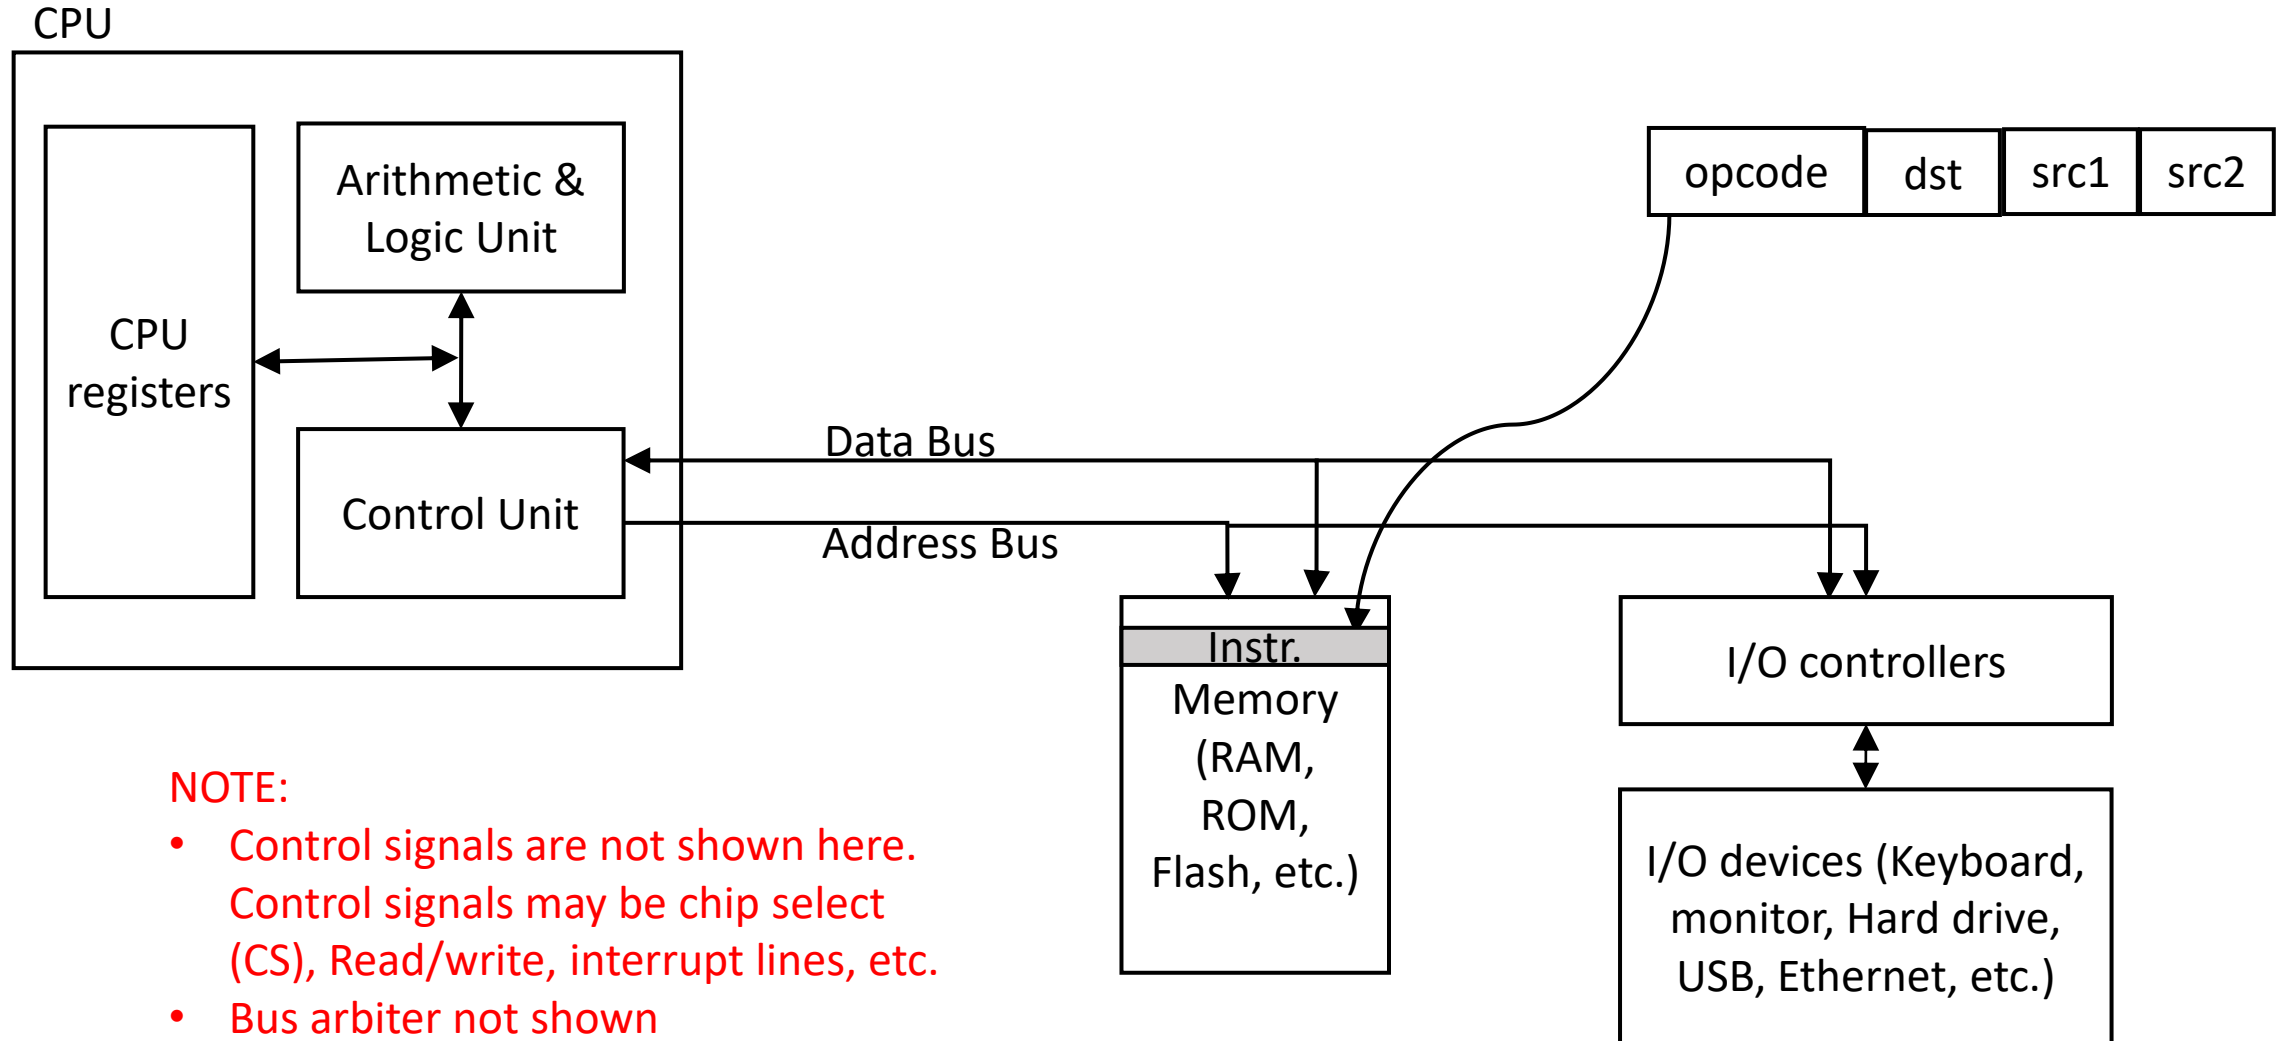 CPU
Arithmetic &
Logic Unit
CPU
registers
Control Unit
Data Bus
Address Bus
opcode dst src1 src2
Instr.
Memory
(RAM,
ROM,
Flash, etc.)
I/O controllers
I/O devices (Keyboard,
monitor, Hard drive,
USB, Ethernet, etc.)
NOTE:
• Control signals are not shown here.
Control signals may be chip select
(CS), Read/write, interrupt lines, etc.
• Bus arbiter not shown